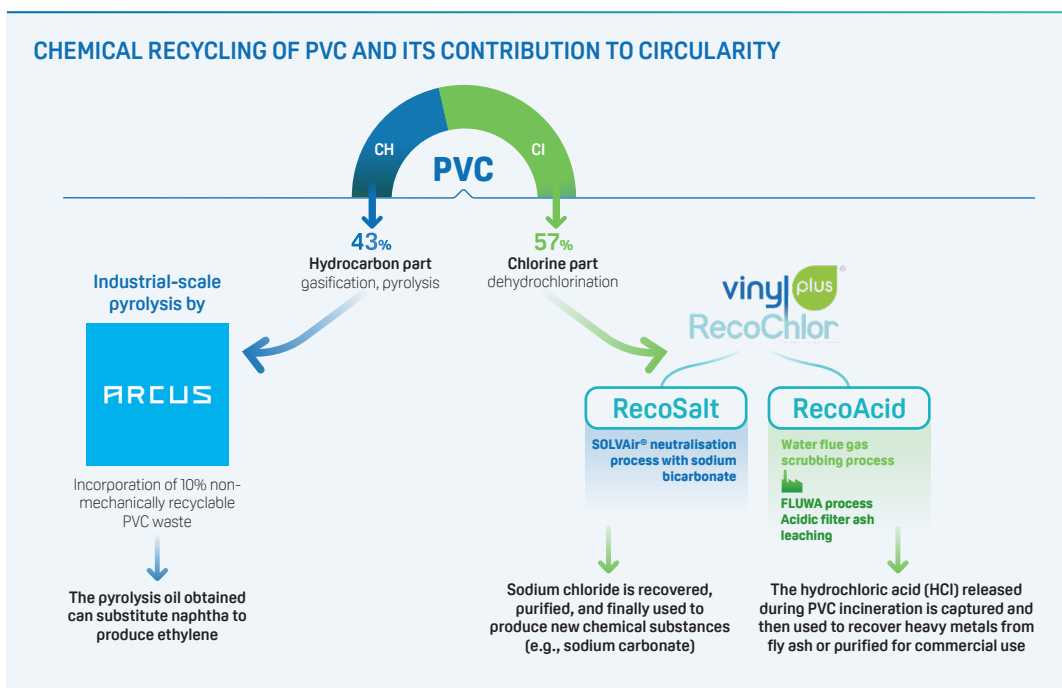 CHEMICAL RECYCLING OF PVC AND ITS CONTRIBUTION TO CIRCULARITY
CH
Cl
PVC
43%
Hydrocarbon part
gasification, pyrolysis
57%
Chlorine part
dehydrochlorination
Industrial-scale
pyrolysis by
ARCUS
Incorporation of 10% non-
mechanically recyclable
PVC waste
The pyrolysis oil obtained
can substitute naphtha to
produce ethylene
vinyl plus®
RecoChlor
RecoSalt
SOLVAir® neutralisation
process with sodium
bicarbonate
Sodium chloride is recovered,
purified, and finally used to
produce new chemical substances
(e.g., sodium carbonate)
RecoAcid
Water flue gas
scrubbing process
FLUWA process
Acidic filter ash
leaching
The hydrochloric acid (HCl) released
during PVC incineration is captured and
then used to recover heavy metals from
fly ash or purified for commercial use